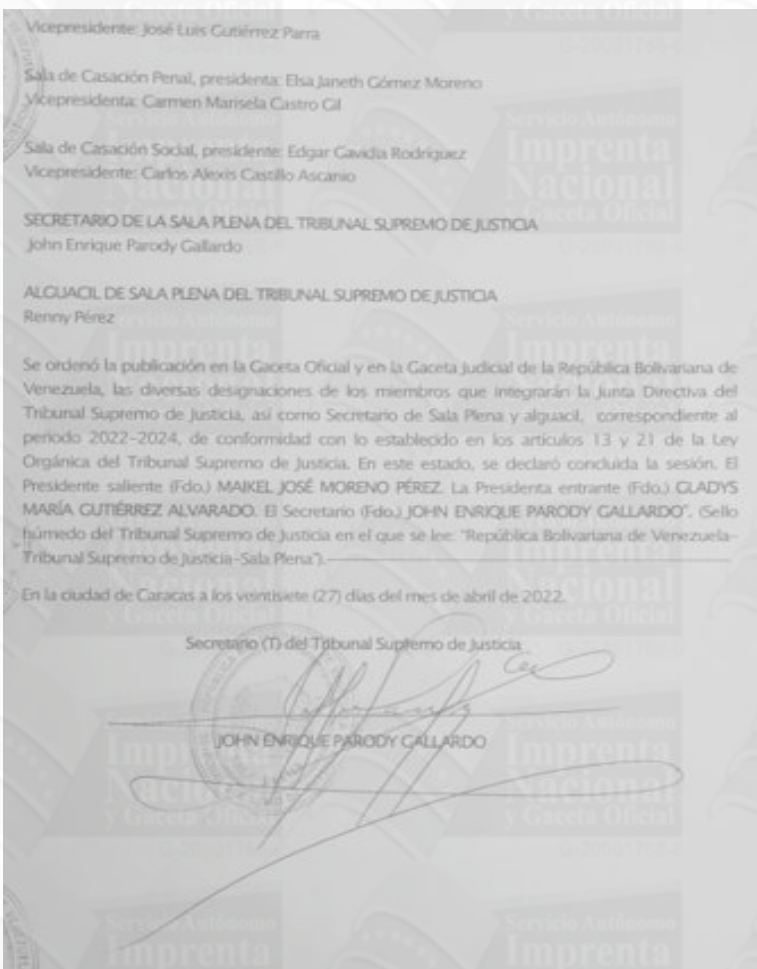 Vicepresidente: José Luis Gutiérrez Parra
Sala de Casación Penal, presidenta: Elsa Janeth Gómez Moreno
Vicepresidenta: Carmen Marisela Castro Gil
Sala de Casación Social, presidente: Edgar Gavidia Rodríguez
Vicepresidente: Carlos Alexis Castillo Ascanio
SECRETARIO DE LA SALA PLENA DEL TRIBUNAL SUPREMO DE JUSTICIA
John Enrique Parody Gallardo
ALGUACIL DE SALA PLENA DEL TRIBUNAL SUPREMO DE JUSTICIA
Renny Pérez
Se ordenó la publicación en la Gaceta Oficial y en la Gaceta Judicial de la República Bolivariana de
Venezuela, las diversas designaciones de los miembros que integrarán la Junta Directiva del
Tribunal Supremo de Justicia, así como Secretario de Sala Plena y alguacil, correspondiente al
periodo 2022-2024, de conformidad con lo establecido en los artículos 13 y 21 de la Ley
Orgánica del Tribunal Supremo de Justicia. En este estado, se declaró concluida la sesión. El
Presidente saliente (Fdo.) MAIKEL JOSÉ MORENO PÉREZ. La Presidenta entrante (Fdo.) GLADYS
MARÍA GUTIÉRREZ ALVARADO. El Secretario (Fdo.) JOHN ENRIQUE PARODY GALLARDO". (Sello
húmedo del Tribunal Supremo de Justicia en el que se lee: "República Bolivariana de Venezuela-
Tribunal Supremo de Justicia-Sala Plena").
En la ciudad de Caracas a los veintisiete (27) días del mes de abril de 2022.
Secretario (T) del Tribunal Supremo de Justicia
JOHN ENRIQUE PARODY GALLARDO
Servicio Autónomo
Imprenta
Nacional
y Gaceta Oficial